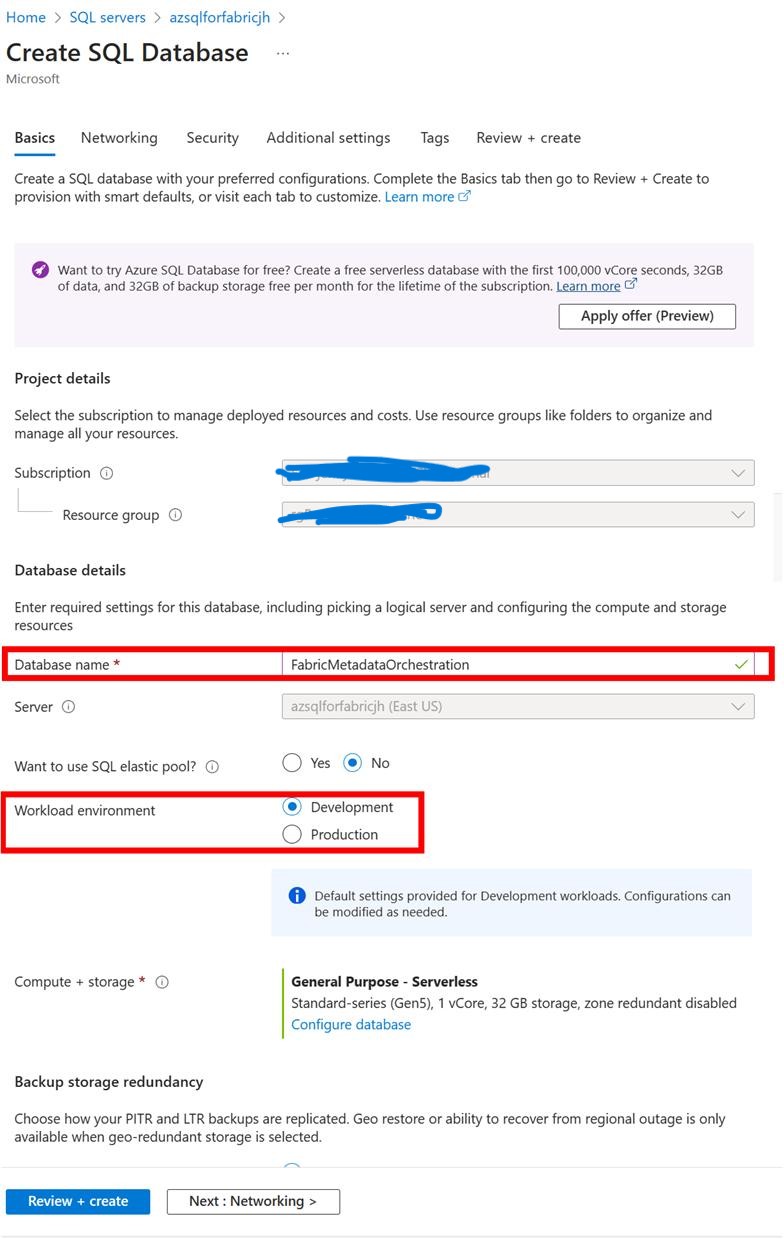 Home > SQL servers > azsqlforfabricjh >
Create SQL Database ...
Microsoft
Basics Networking Security Additional settings Tags Review + create
Create a SQL database with your preferred configurations. Complete the Basics tab then go to Review + Create to
provision with smart defaults, or visit each tab to customize. Learn more
Want to try Azure SQL Database for free? Create a free serverless database with the first 100,000 vCore seconds, 32GB
of data, and 32GB of backup storage free per month for the lifetime of the subscription. Learn more
Apply offer (Preview)
Project details
Select the subscription to manage deployed resources and costs. Use resource groups like folders to organize and
manage all your resources.
Subscription
Resource group
Database details
Enter required settings for this database, including picking a logical server and configuring the compute and storage
resources
Database name * FabricMetadataOrchestration
Server azsqlforfabricjh (East US)
Want to use SQL elastic pool? Yes No
Workload environment Development
Production
Default settings provided for Development workloads. Configurations can
be modified as needed.
Compute + storage * General Purpose - Serverless
Standard-series (Gen5), 1 vCore, 32 GB storage, zone redundant disabled
Configure database
Backup storage redundancy
Choose how your PITR and LTR backups are replicated. Geo restore or ability to recover from regional outage is only
available when geo-redundant storage is selected.
Review + create Next : Networking >